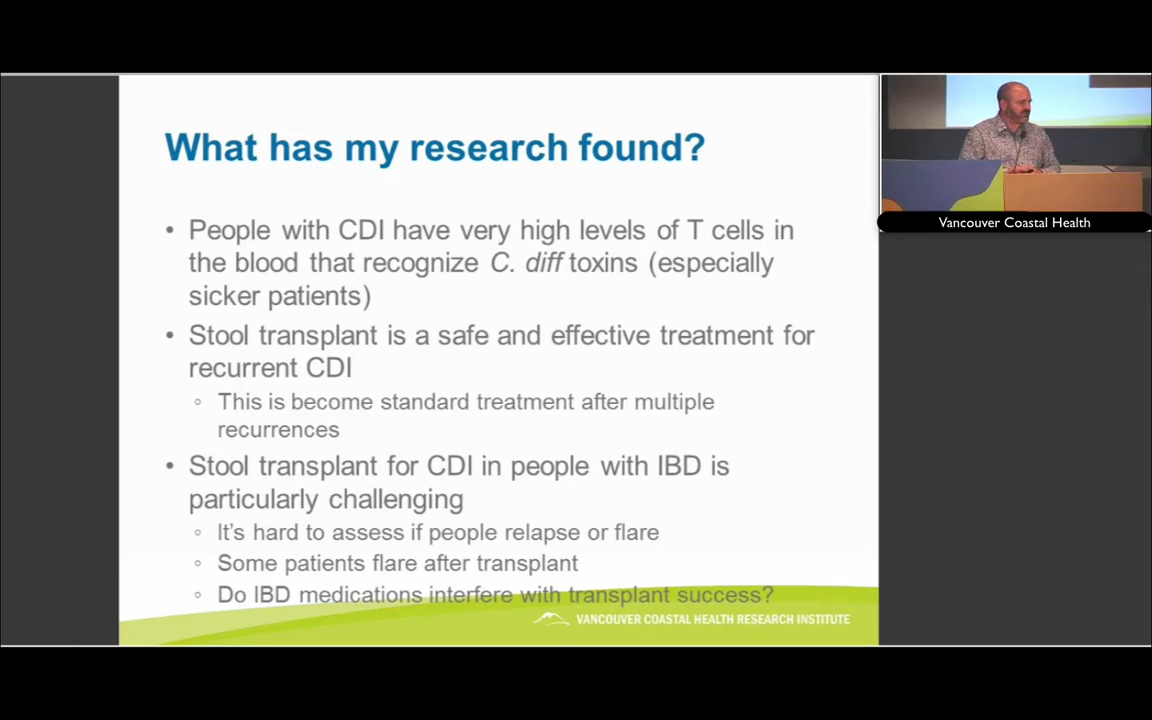 What has my research found?
• People with CDI have very high levels of T cells in
the blood that recognize C. diff toxins (especially
sicker patients)
• Stool transplant is a safe and effective treatment for
recurrent CDI
◦ This is become standard treatment after multiple
recurrences
• Stool transplant for CDI in people with IBD is
particularly challenging
◦ It's hard to assess if people relapse or flare
◦ Some patients flare after transplant
◦ Do IBD medications interfere with transplant success?
VANCOUVER COASTAL HEALTH RESEARCH INSTITUTE
Vancouver Coastal Health